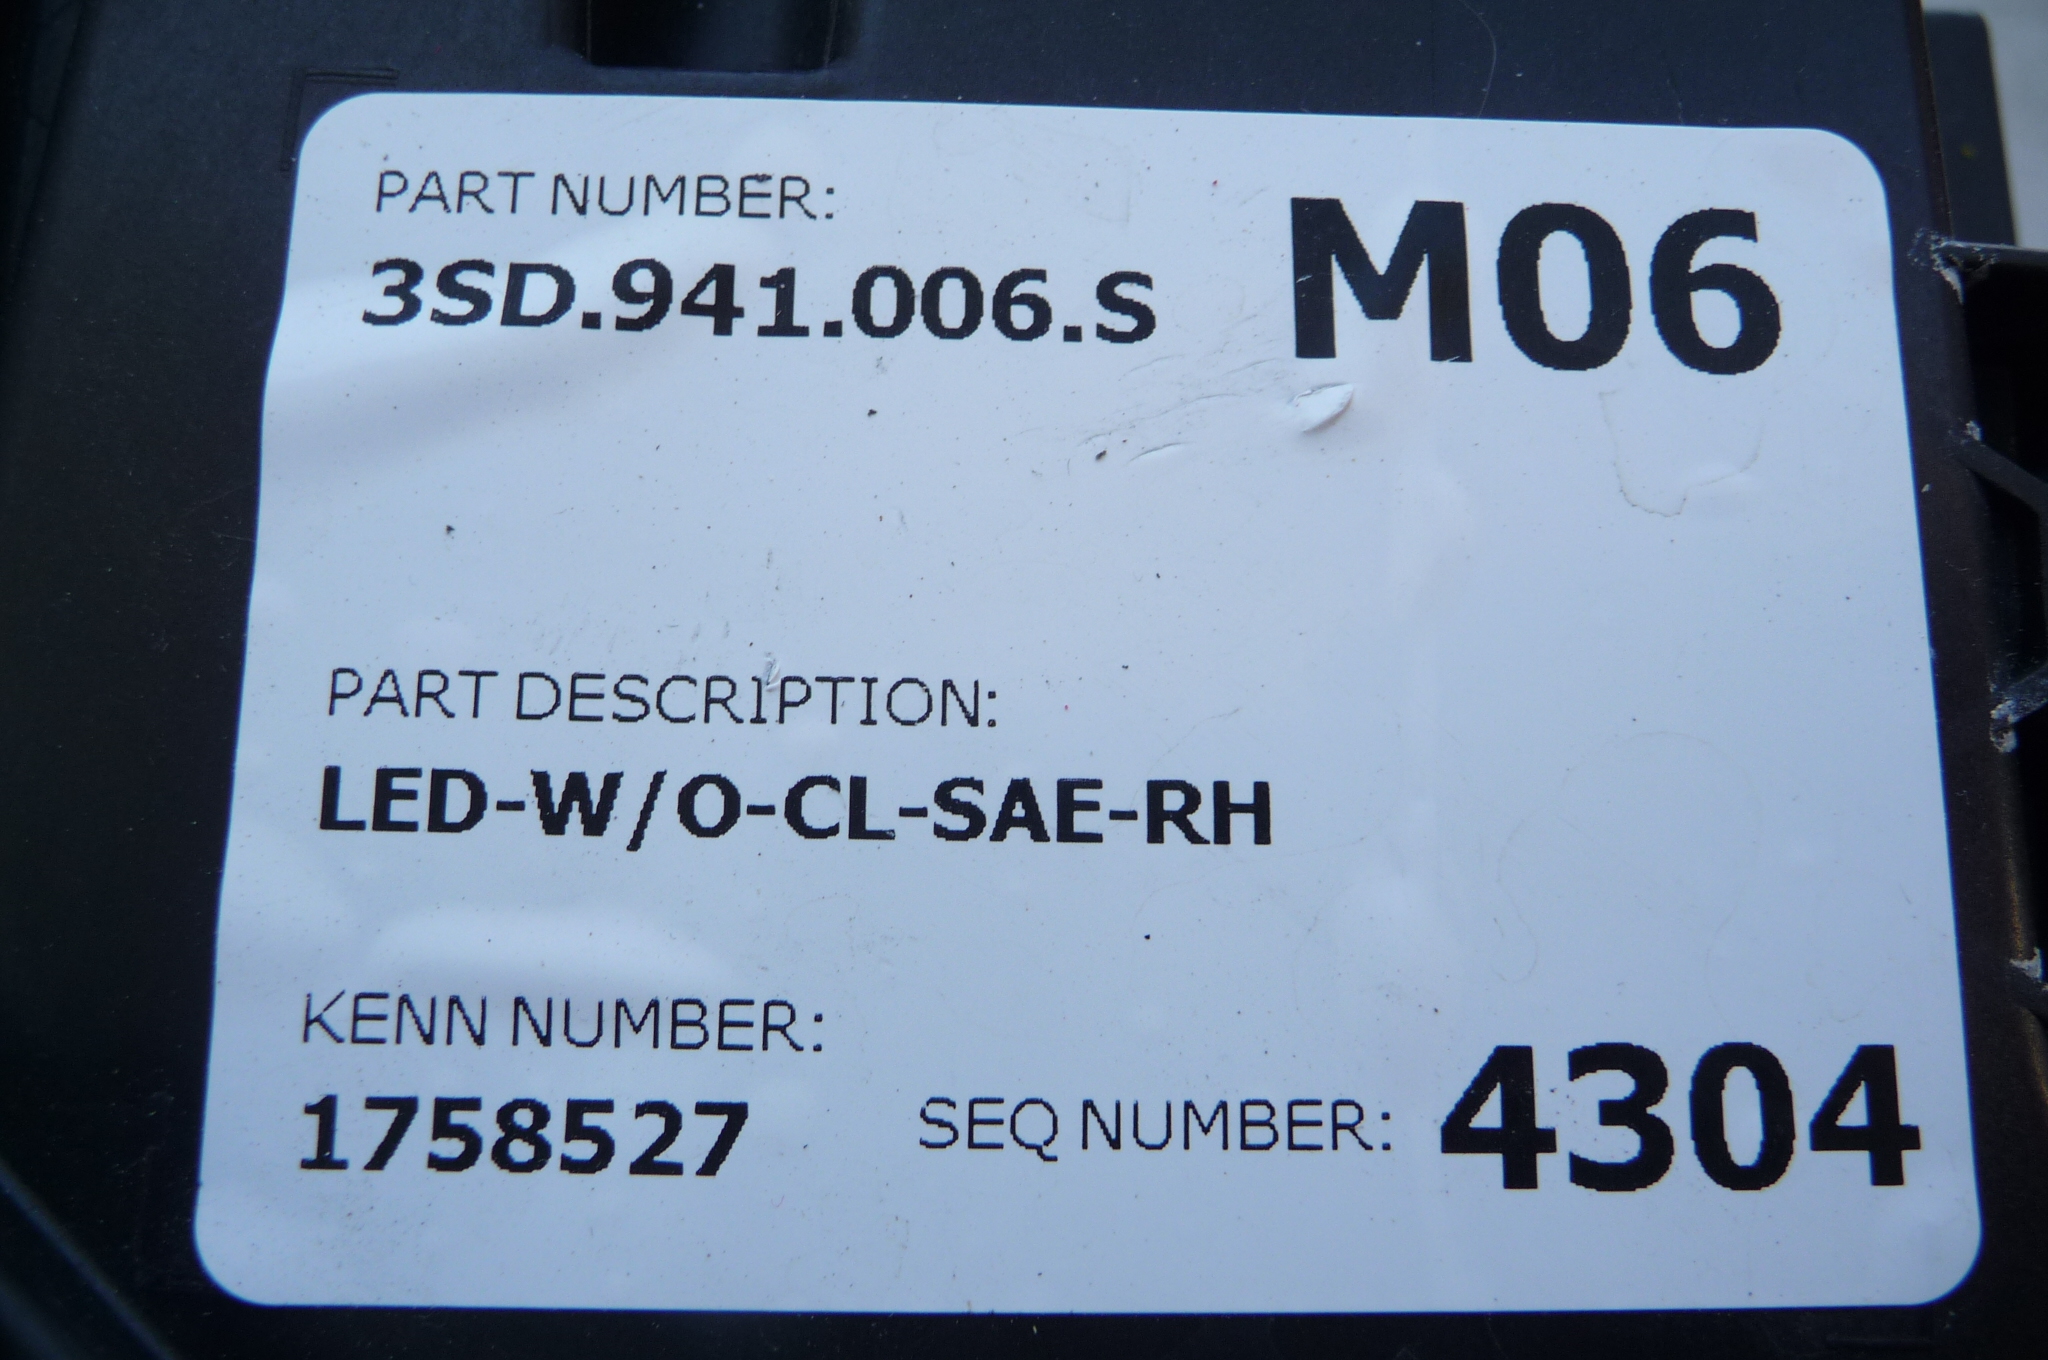 PART NUMBER:
3SD.941.006.S
M06
PART DESCRIPTION:
LED-W/O-CL-SAE-RH
KENN NUMBER:
1758527
SEQ NUMBER: 4304